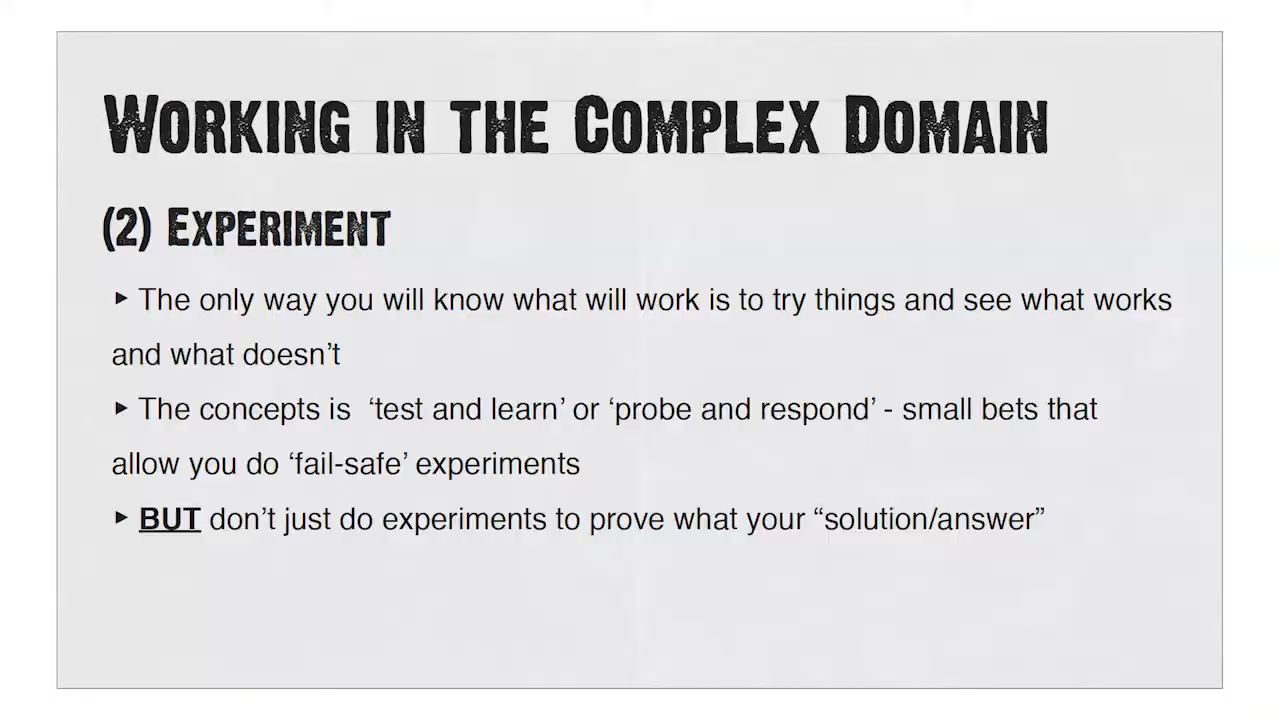 Working in the Complex Domain
(2) Experiment
‣ The only way you will know what will work is to try things and see what works
and what doesn’t
‣ The concepts is  ‘test and learn’ or ‘probe and respond’ - small bets that
allow you do ‘fail-safe’ experiments
‣ BUT don’t just do experiments to prove what your “solution/answer”